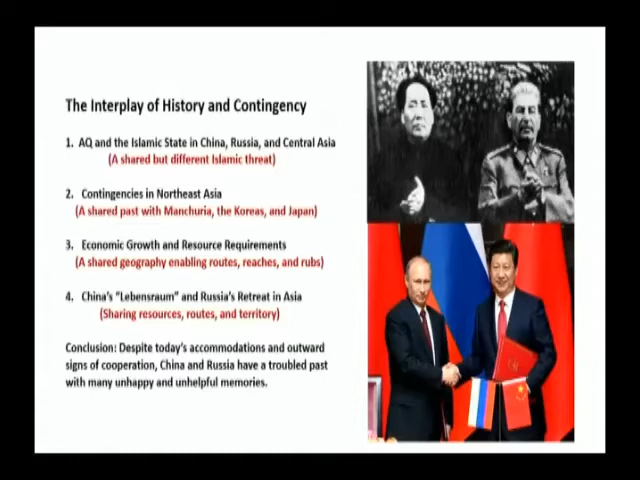 The Interplay of History and Contingency
1. AQ and the Islamic State in China, Russia, and Central Asia
(A shared but different Islamic threat)
2. Contingencies in Northeast Asia
(A shared past with Manchuria, the Koreas, and Japan)
3. Economic Growth and Resource Requirements
(A shared geography enabling routes, reaches, and rubs)
4. China's "Lebensraum" and Russia's Retreat in Asia
(Sharing resources, routes, and territory)
Conclusion: Despite today's accommodations and outward
signs of cooperation, China and Russia have a troubled past
with many unhappy and unhelpful memories.